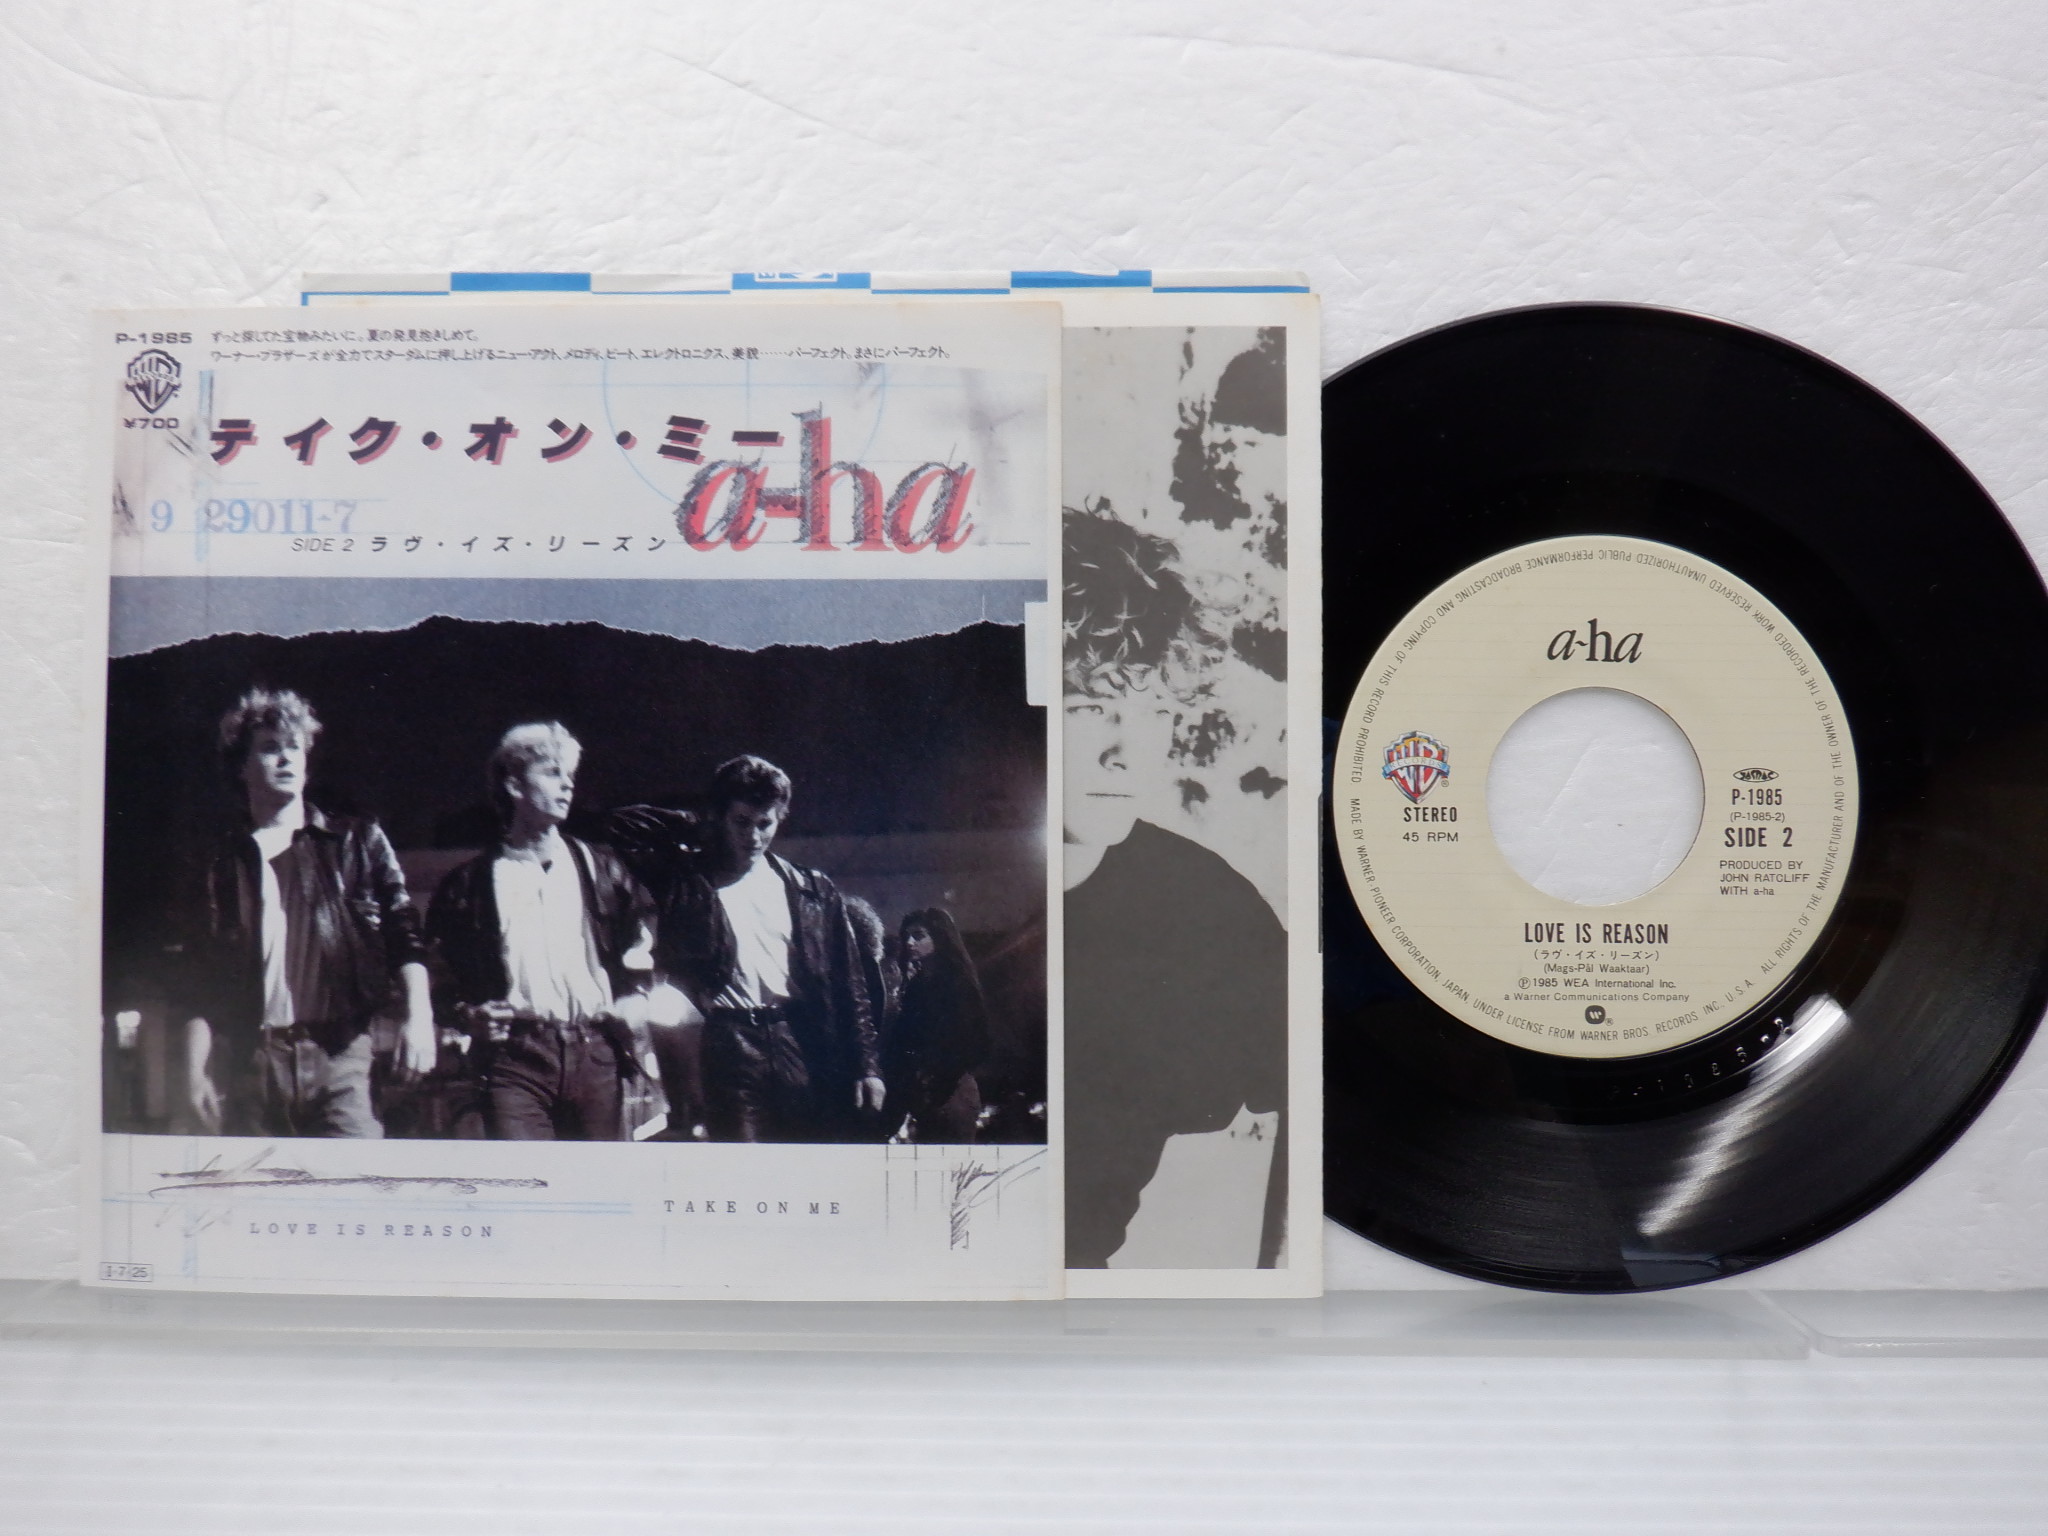 P-1985
ずっと探してた宝物みたいに。夏の発見抱きしめて。
ワーナー・ブラザーズが全力でスターダムに押し上げるニュー・アクト、メロディ、ビート、エレクトロニクス、美貌……パーフェクト。まさにパーフェクト。
¥700
テイク・オン・ミー
a-ha
9 29011-7
SIDE 2 ラヴ・イズ・リーズン
TAKE ON ME
LOVE IS REASON
7·25
a-ha
WB
RECORDS
STEREO
45 RPM
JASRAC
P-1985
(P-1985-2)
SIDE 2
PRODUCED BY
JOHN RATCLIFF
WITH a-ha
LOVE IS REASON
(ラヴ・イズ・リーズン)
(Mags-Pål Waaktaar)
Ⓟ1985 WEA International Inc.
a Warner Communications Company
MADE BY WARNER-PIONEER CORPORATION, JAPAN, UNDER LICENSE FROM WARNER BROS. RECORDS INC., U.S.A. ALL RIGHTS OF THE MANUFACTURER AND OF THE OWNER OF THE RECORDED WORK RESERVED UNAUTHORIZED PUBLIC PERFORMANCE BROADCASTING AND COPYING OF THIS RECORD PROHIBITED